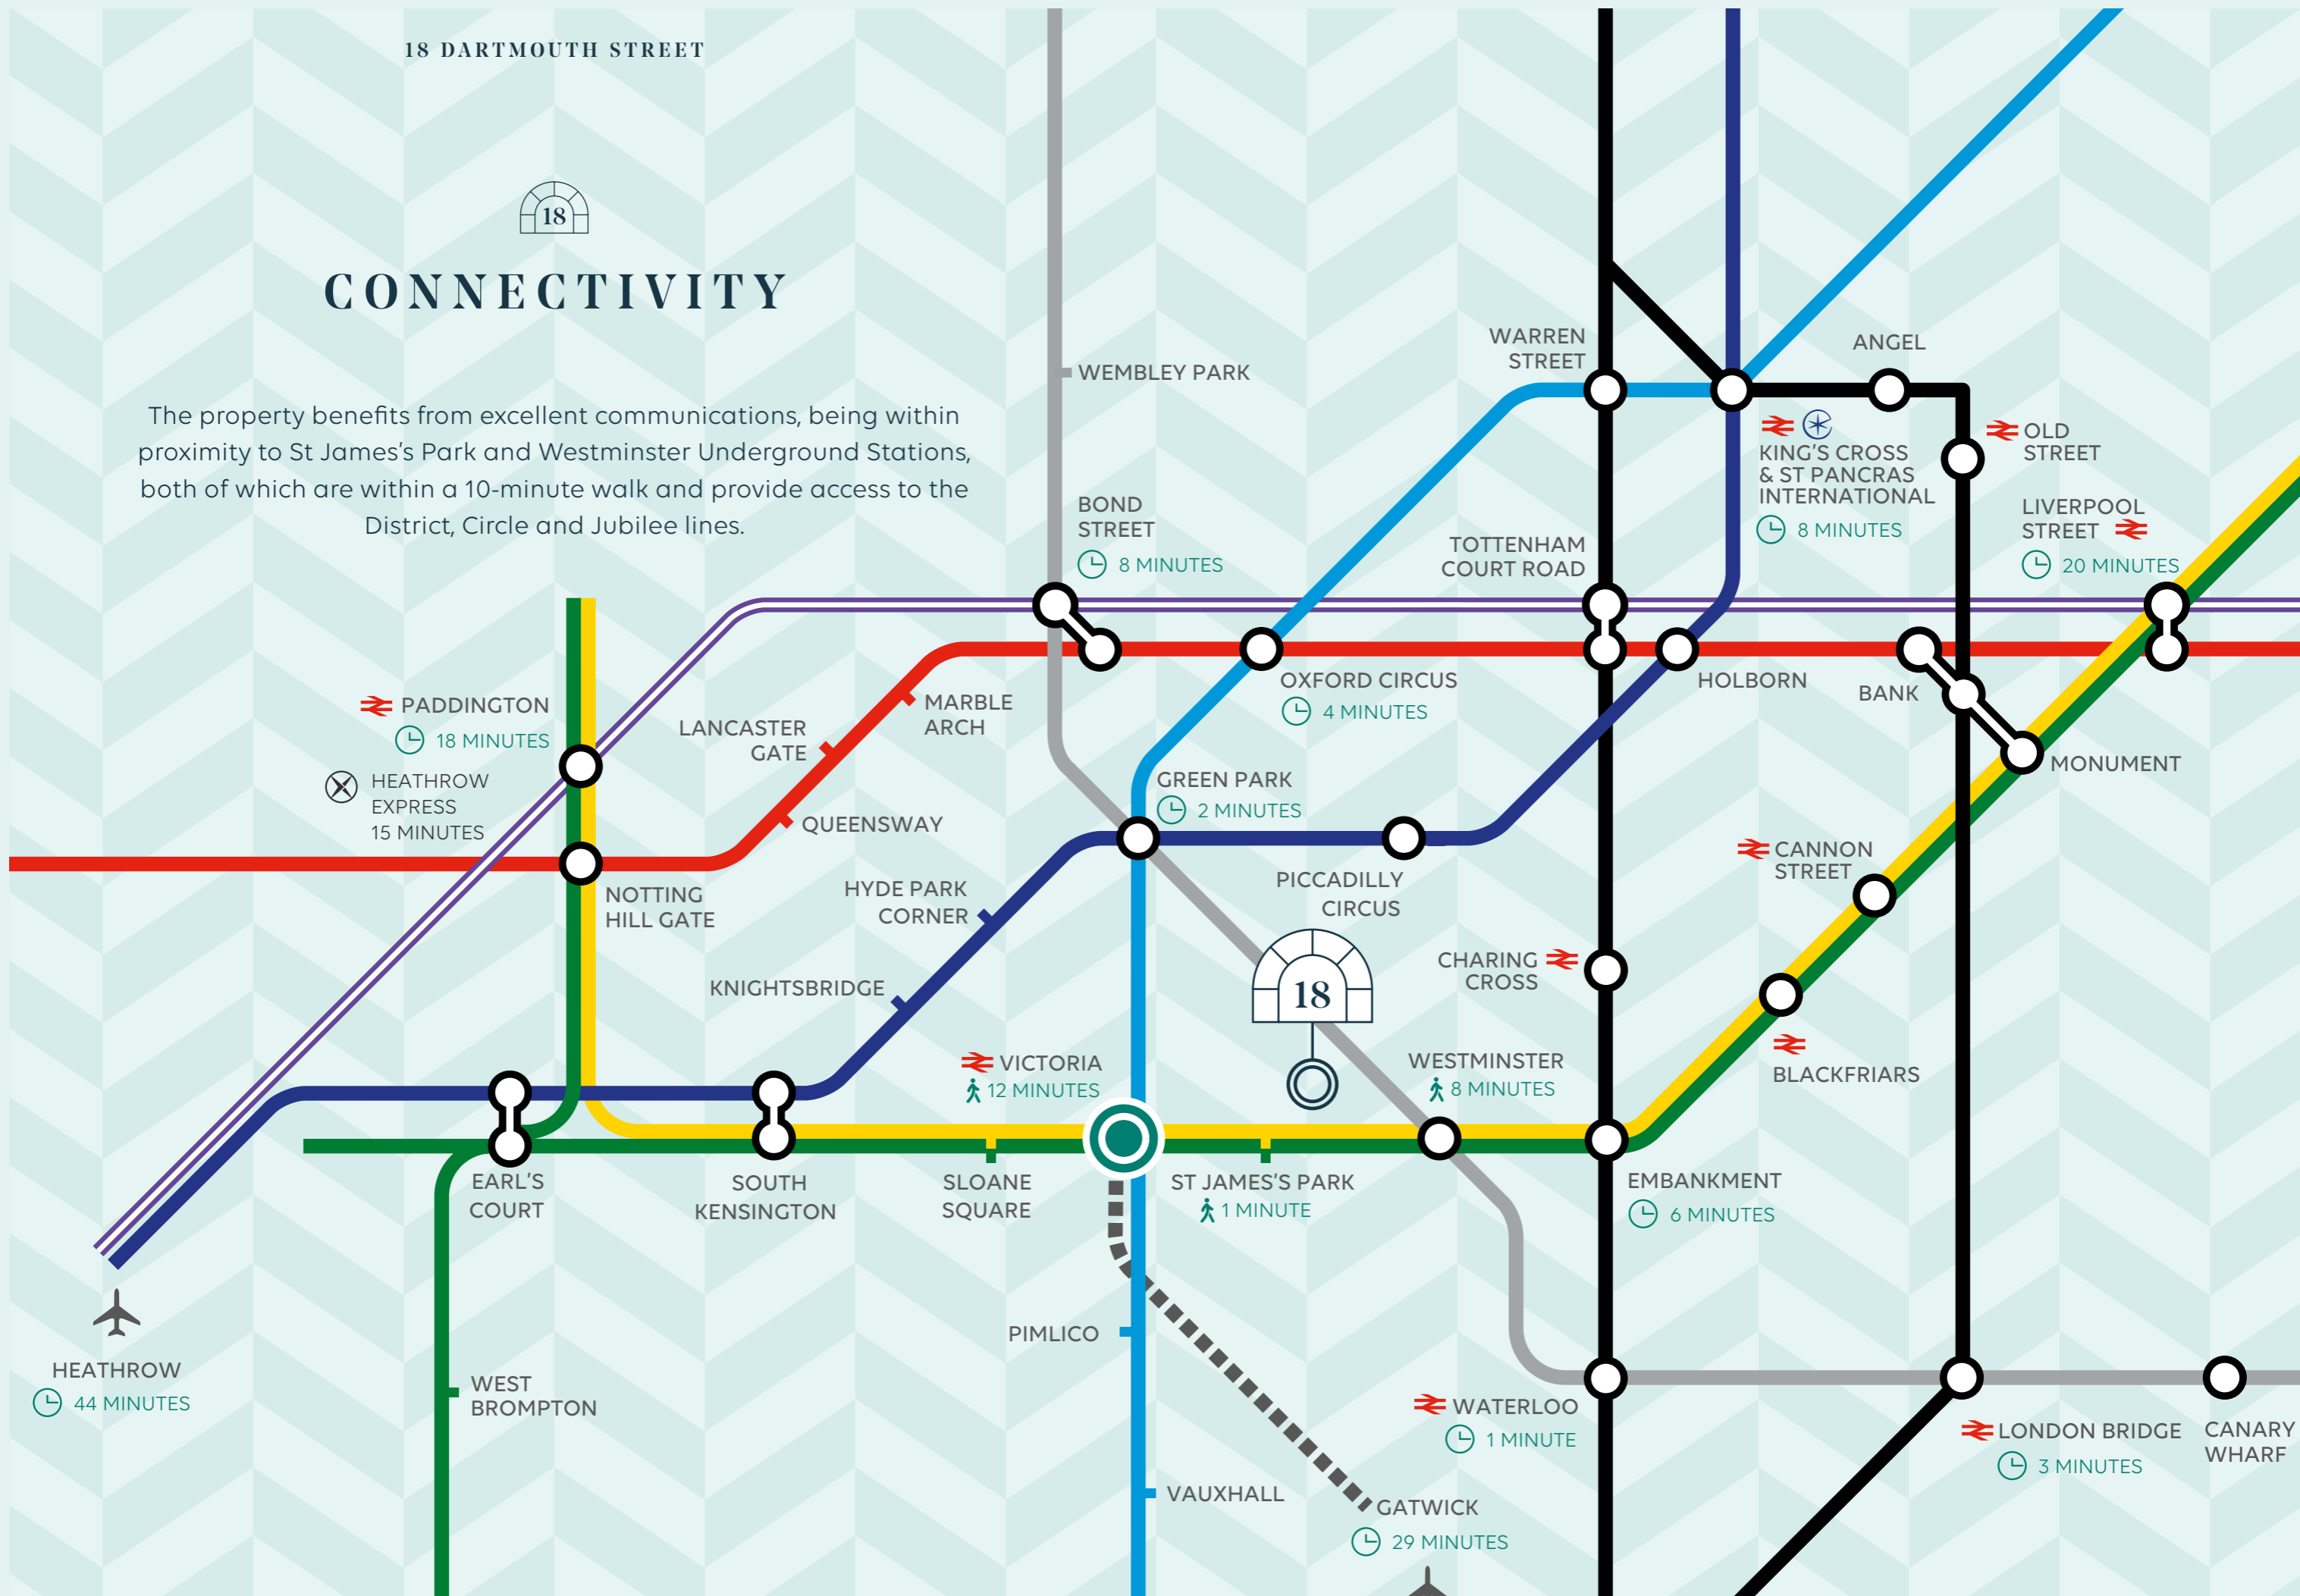 18 DARTMOUTH STREET
18
CONNECTIVITY
The property benefits from excellent communications, being within
proximity to St James's Park and Westminster Underground Stations,
both of which are within a 10-minute walk and provide access to the
District, Circle and Jubilee lines.
WEMBLEY PARK
WARREN
STREET
ANGEL
KING'S CROSS
& ST PANCRAS
INTERNATIONAL
8 MINUTES
OLD
STREET
LIVERPOOL
STREET
20 MINUTES
BOND
STREET
8 MINUTES
TOTTENHAM
COURT ROAD
PADDINGTON
18 MINUTES
HEATHROW
EXPRESS
15 MINUTES
LANCASTER
GATE
MARBLE
ARCH
OXFORD CIRCUS
4 MINUTES
HOLBORN
BANK
MONUMENT
QUEENSWAY
GREEN PARK
2 MINUTES
NOTTING
HILL GATE
HYDE PARK
CORNER
PICCADILLY
CIRCUS
CANNON
STREET
KNIGHTSBRIDGE
18
CHARING
CROSS
VICTORIA
12 MINUTES
WESTMINSTER
8 MINUTES
BLACKFRIARS
EARL'S
COURT
SOUTH
KENSINGTON
SLOANE
SQUARE
ST JAMES'S PARK
1 MINUTE
EMBANKMENT
6 MINUTES
HEATHROW
44 MINUTES
WEST
BROMPTON
PIMLICO
VAUXHALL
GATWICK
29 MINUTES
WATERLOO
1 MINUTE
LONDON BRIDGE
3 MINUTES
CANARY
WHARF